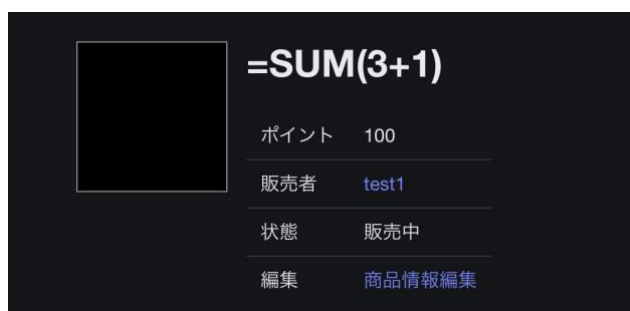 =SUM(3+1)
ポイント 100
販売者 test1
状態 販売中
編集 商品情報編集